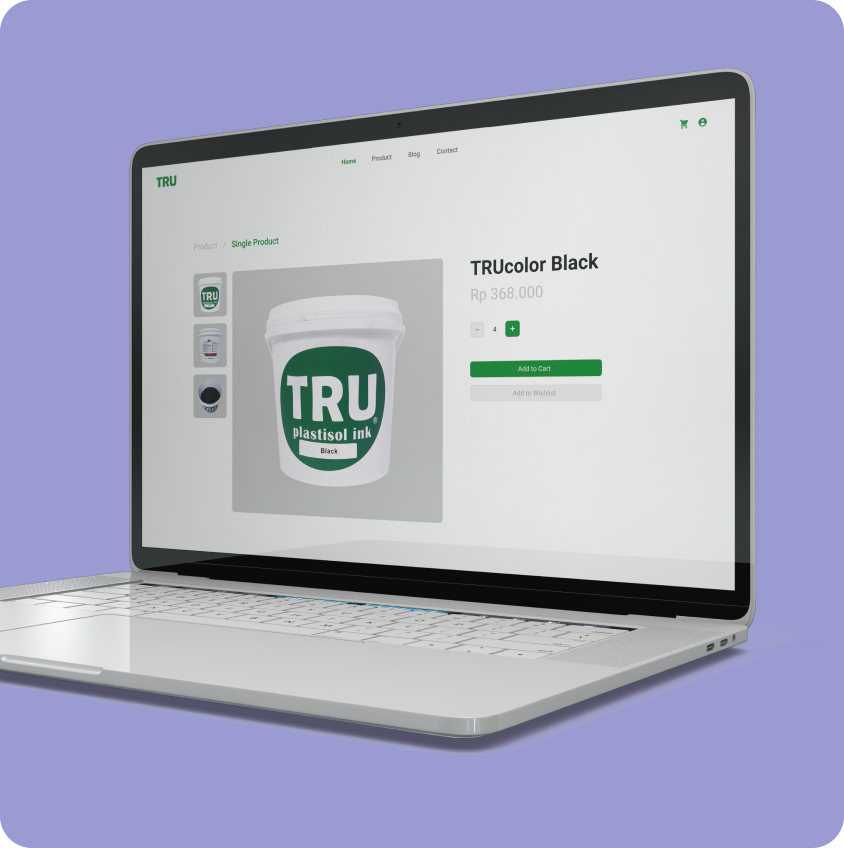 Home Product Blog Contact
TRU
Product / Single Product
TRUcolor Black
Rp 368.000
- 4 +
Add to Cart
Add to Wishlist
TRU
TRU®
plastisol ink
Black